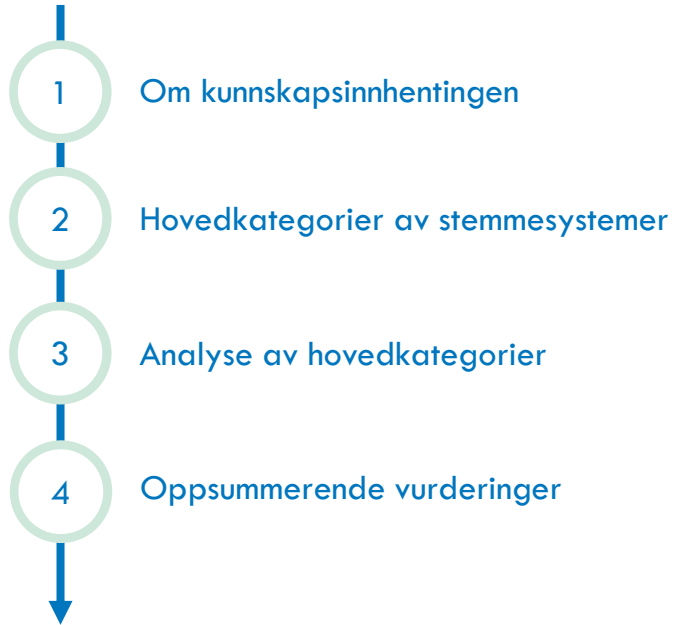 1 Om kunnskapsinnhentingen
2 Hovedkategorier av stemmesystemer
3 Analyse av hovedkategorier
4 Oppsummerende vurderinger